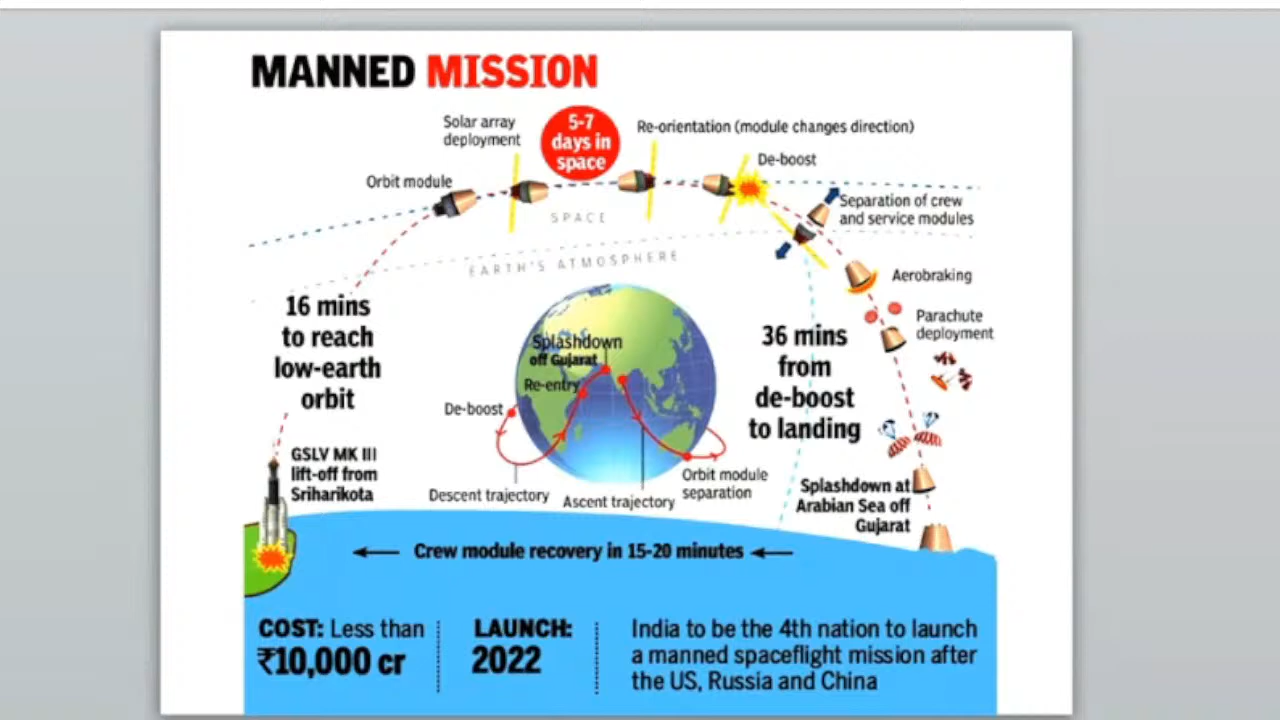 MANNED MISSION
Solar array
deployment
5-7
days in
space
Re-orientation (module changes direction)
De-boost
Orbit module
Separation of crew
and service modules
SPACE
EARTH'S ATMOSPHERE
Aerobraking
16 mins
to reach
low-earth
orbit
Parachute
deployment
36 mins
from
de-boost
to landing
Splashdown
off Gujarat
Re-entry
De-boost
Descent trajectory
Ascent trajectory
Orbit module
separation
GSLV MK III
lift-off from
Sriharikota
Splashdown at
Arabian Sea off
Gujarat
Crew module recovery in 15-20 minutes
COST: Less than
₹10,000 cr
LAUNCH:
2022
India to be the 4th nation to launch
a manned spaceflight mission after
the US, Russia and China